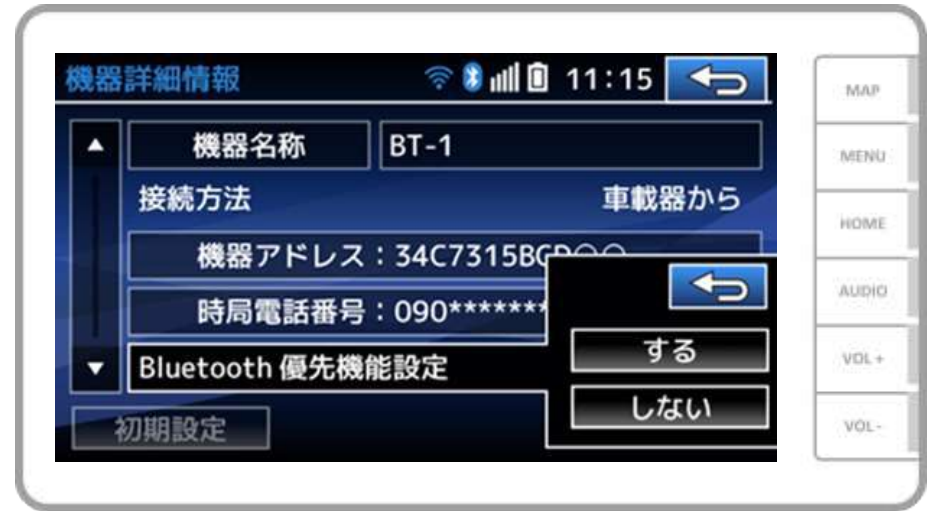 機器詳細情報 11:15
機器名称 BT-1
接続方法 車載器から
機器アドレス：34C7315BCD○○
時局電話番号：090*******
Bluetooth 優先機能設定
する
しない
初期設定
MAP
MENU
HOME
AUDIO
VOL +
VOL -